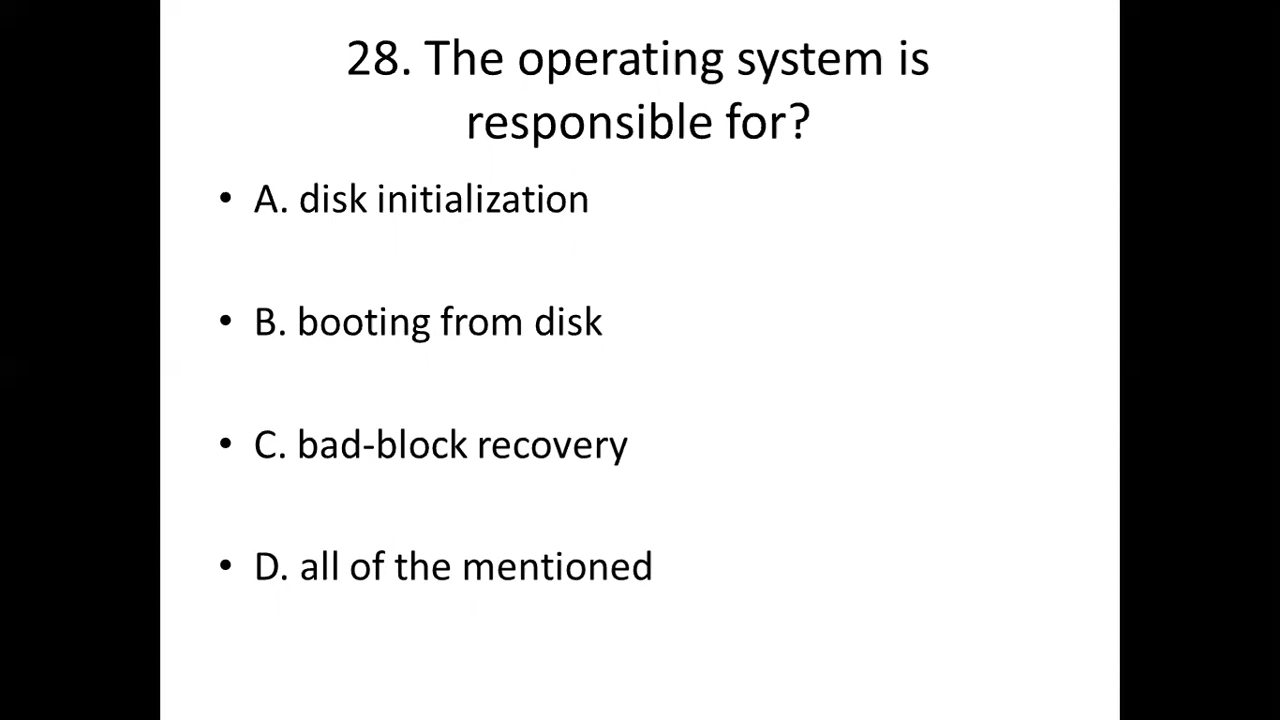 28. The operating system is
responsible for?
• A. disk initialization
• B. booting from disk
• C. bad-block recovery
• D. all of the mentioned